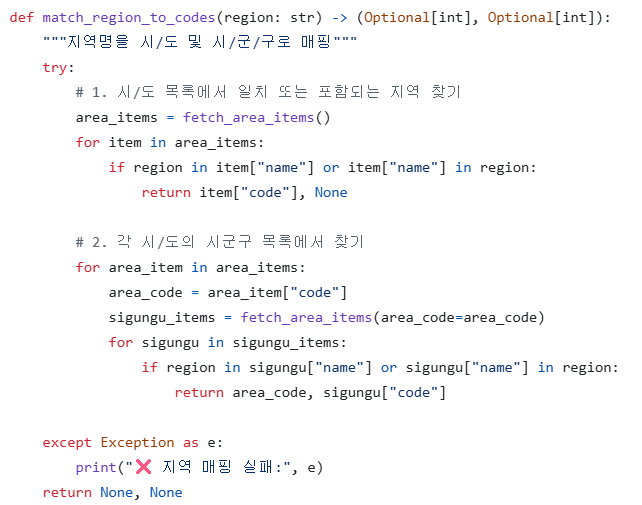 def match_region_to_codes(region: str) -> (Optional[int], Optional[int]):
    """지역명을 시/도 및 시/군/구로 매핑"""
    try:
        # 1. 시/도 목록에서 일치 또는 포함되는 지역 찾기
        area_items = fetch_area_items()
        for item in area_items:
            if region in item["name"] or item["name"] in region:
                return item["code"], None

        # 2. 각 시/도의 시군구 목록에서 찾기
        for area_item in area_items:
            area_code = area_item["code"]
            sigungu_items = fetch_area_items(area_code=area_code)
            for sigungu in sigungu_items:
                if region in sigungu["name"] or sigungu["name"] in region:
                    return area_code, sigungu["code"]

    except Exception as e:
        print("❌ 지역 매핑 실패:", e)
    return None, None